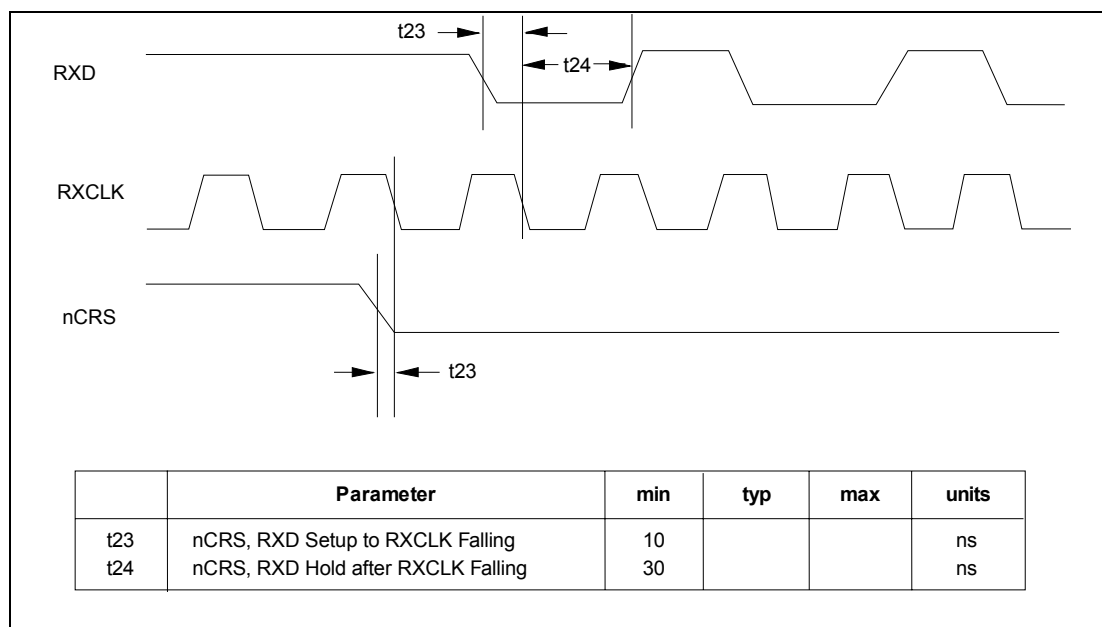 t23
t24
RXD
RXCLK
nCRS
t23
Parameter min typ max units
t23 nCRS, RXD Setup to RXCLK Falling 10 ns
t24 nCRS, RXD Hold after RXCLK Falling 30 ns